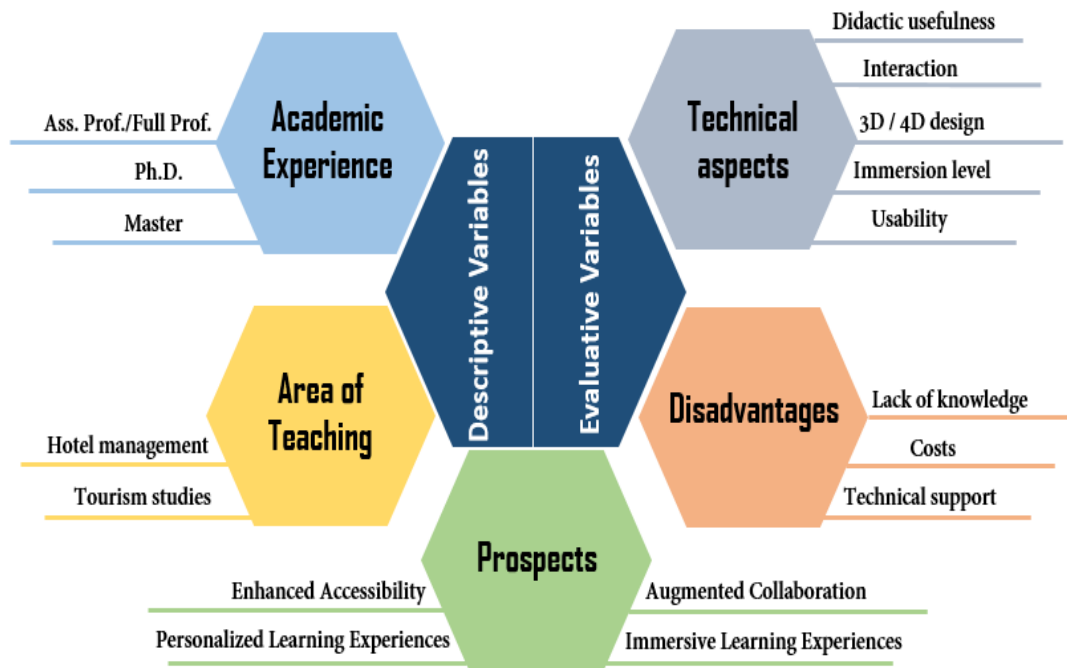 Academic
Experience
Ass. Prof./Full Prof.
Ph.D.
Master
Technical
aspects
Didactic usefulness
Interaction
3D / 4D design
Immersion level
Usability
Descriptive Variables
Evaluative Variables
Area of
Teaching
Hotel management
Tourism studies
Disadvantages
Lack of knowledge
Costs
Technical support
Prospects
Enhanced Accessibility
Augmented Collaboration
Personalized Learning Experiences
Immersive Learning Experiences